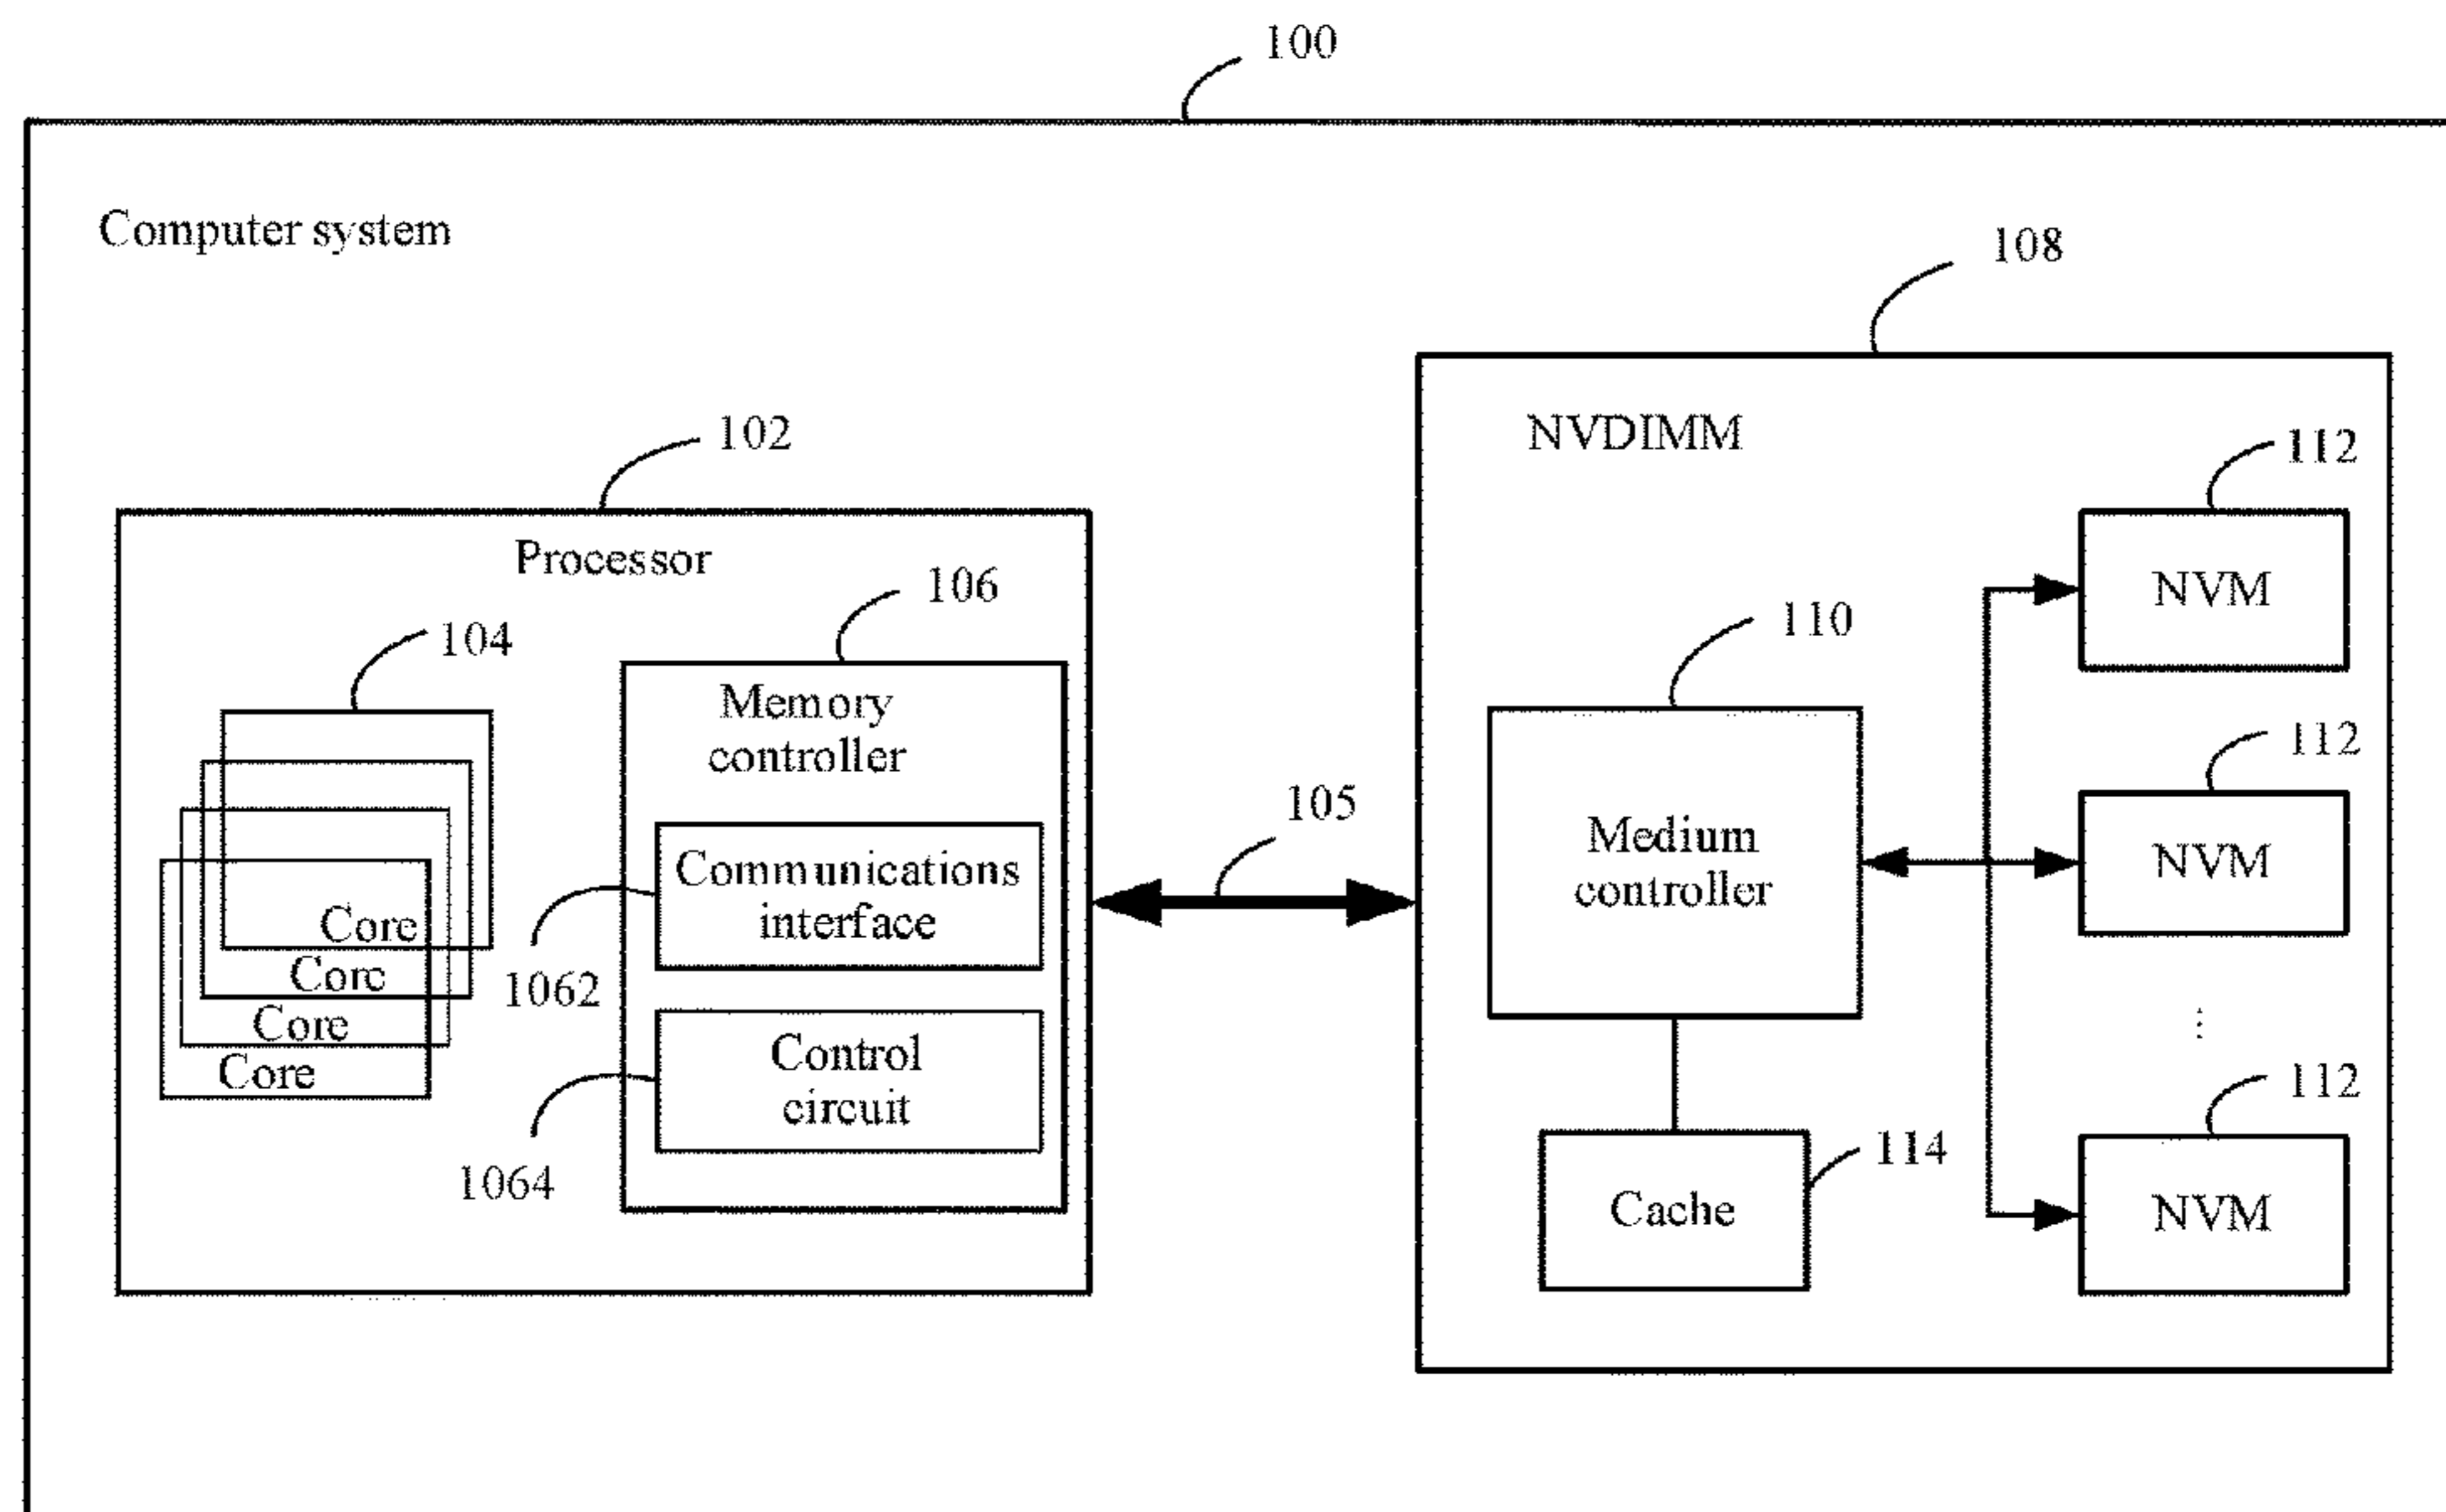 100
Computer system
108
102
NVDIMM
112
Processor
106
NVM
104
110
Memory
controller
112
105
Communications
interface
Medium
controller
NVM
Core
Core
1062
Core
Core
Control
circuit
⋮
112
1064
114
Cache
NVM